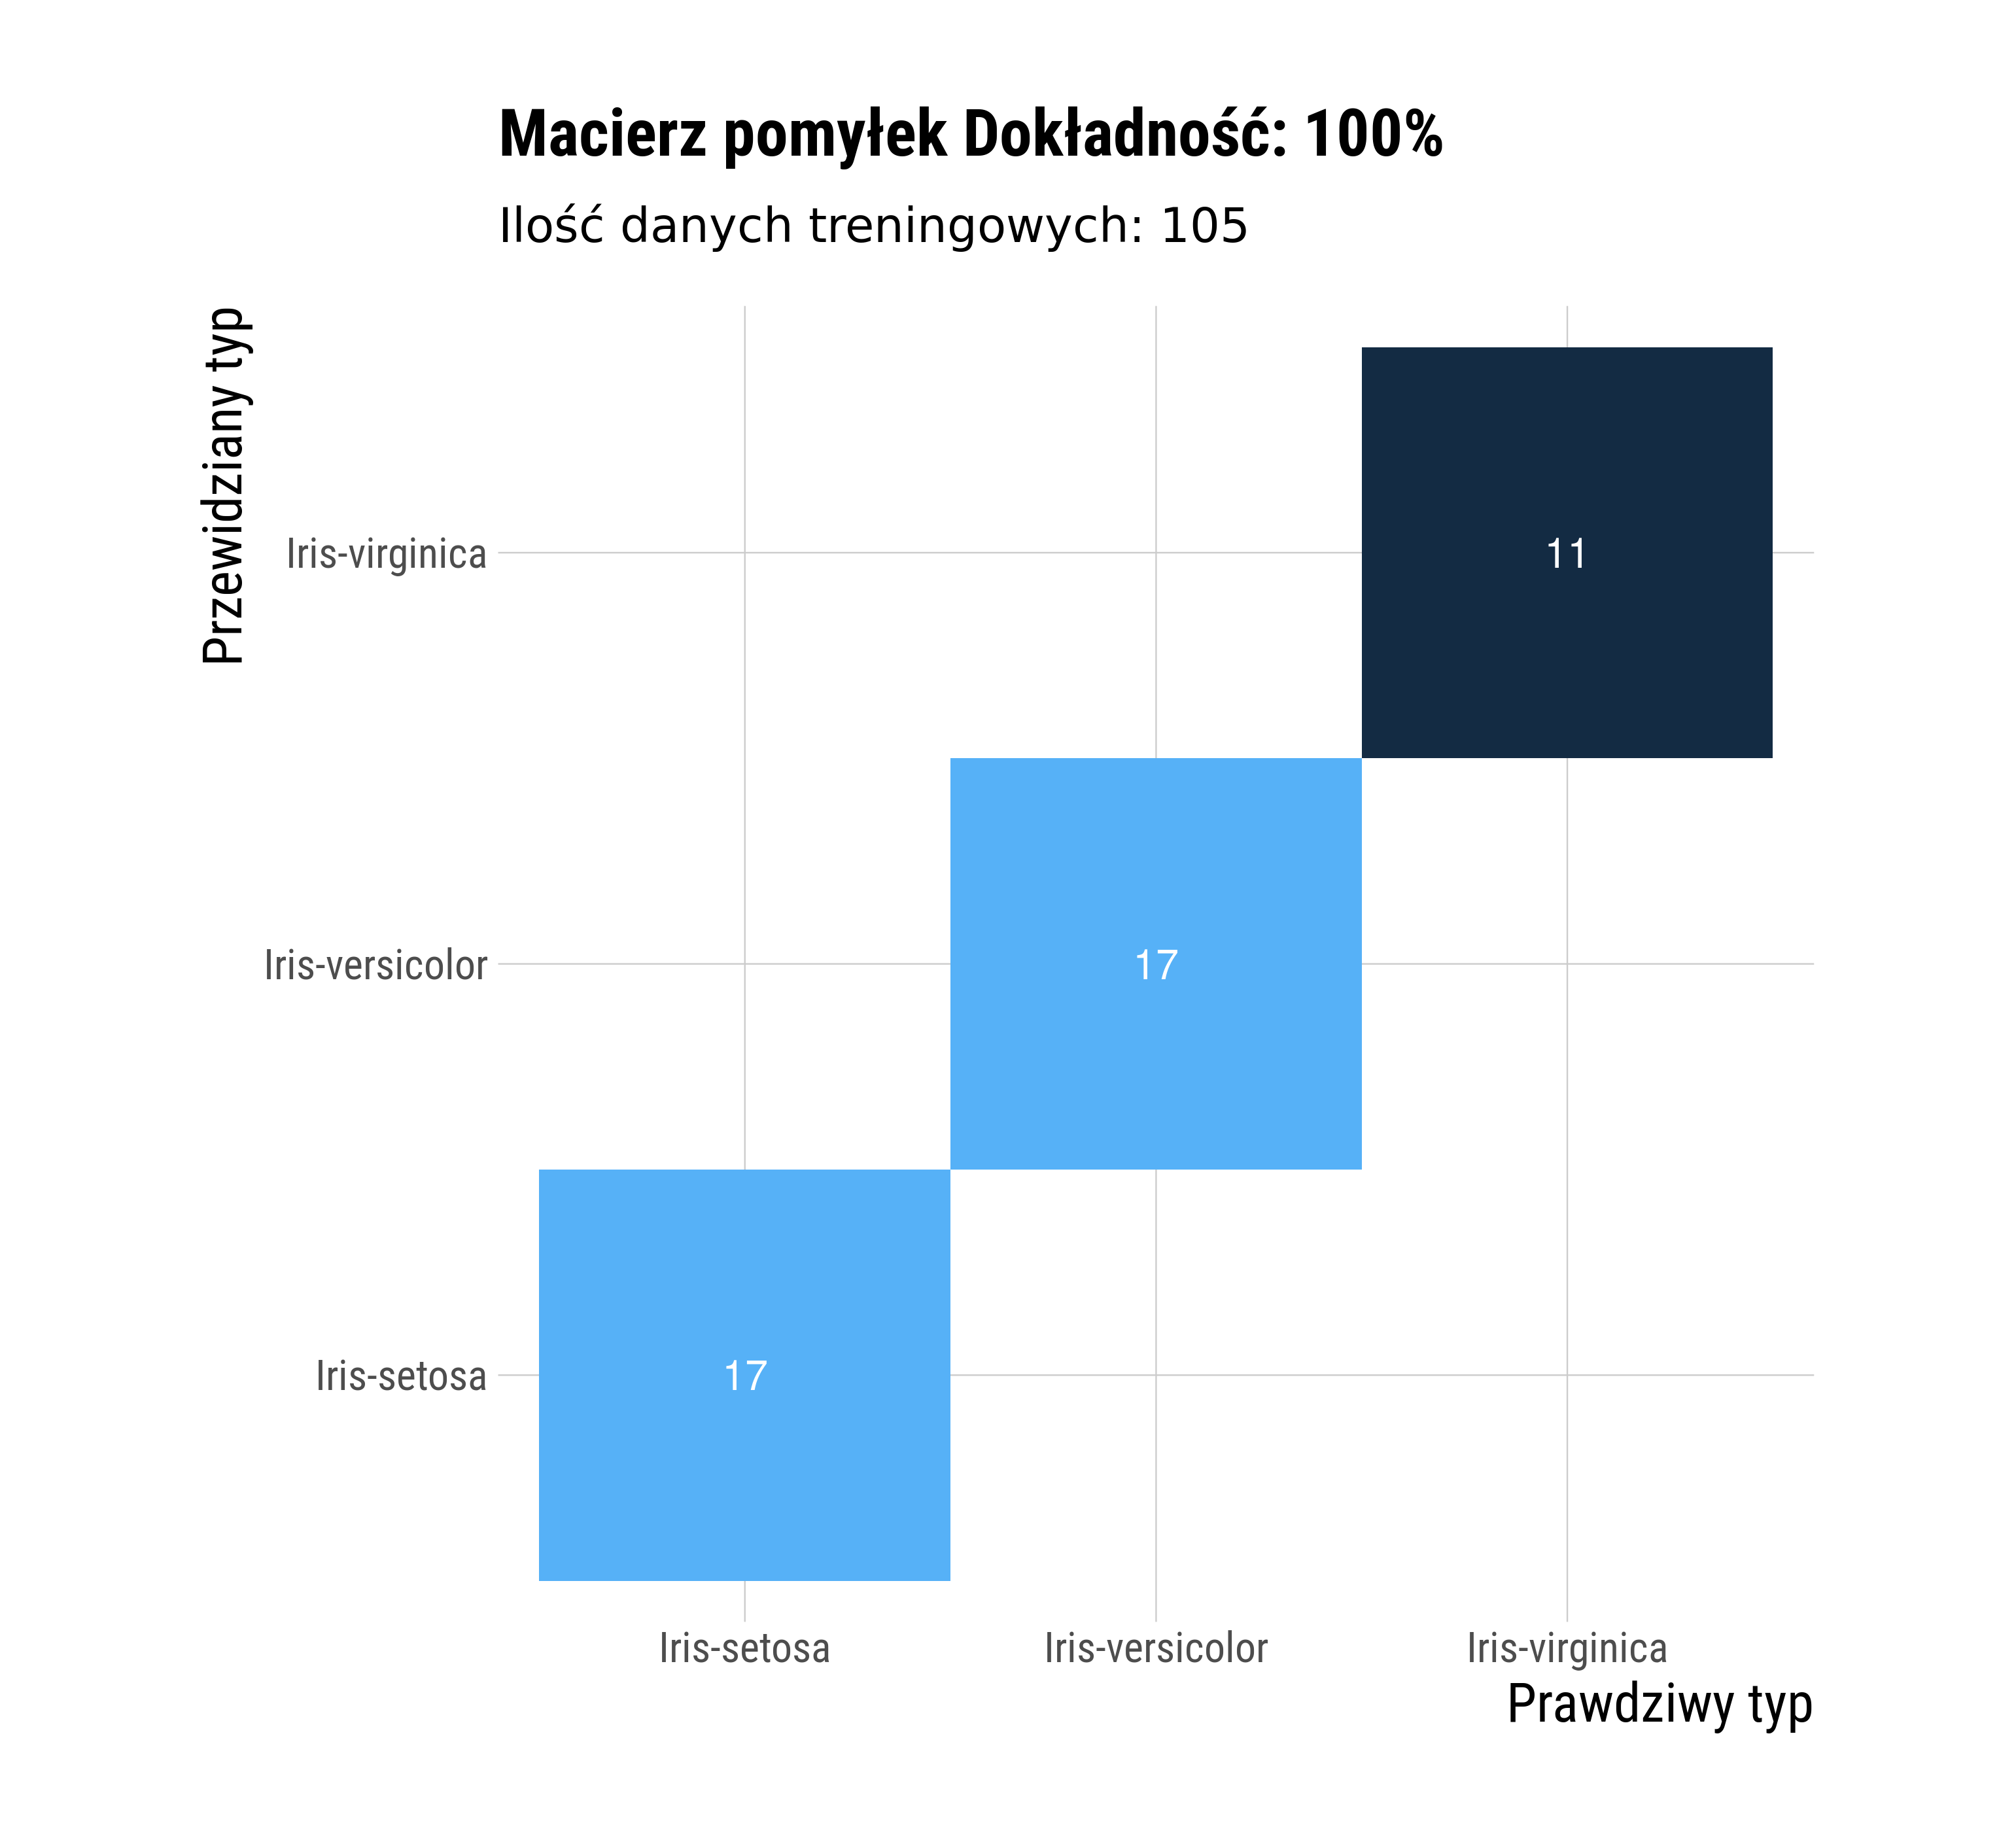 Macierz pomyłek Dokładność: 100%
Ilość danych treningowych: 105
Przewidziany typ
Iris-virginica
11
Iris-versicolor
17
Iris-setosa
17
Iris-setosa Iris-versicolor Iris-virginica
Prawdziwy typ